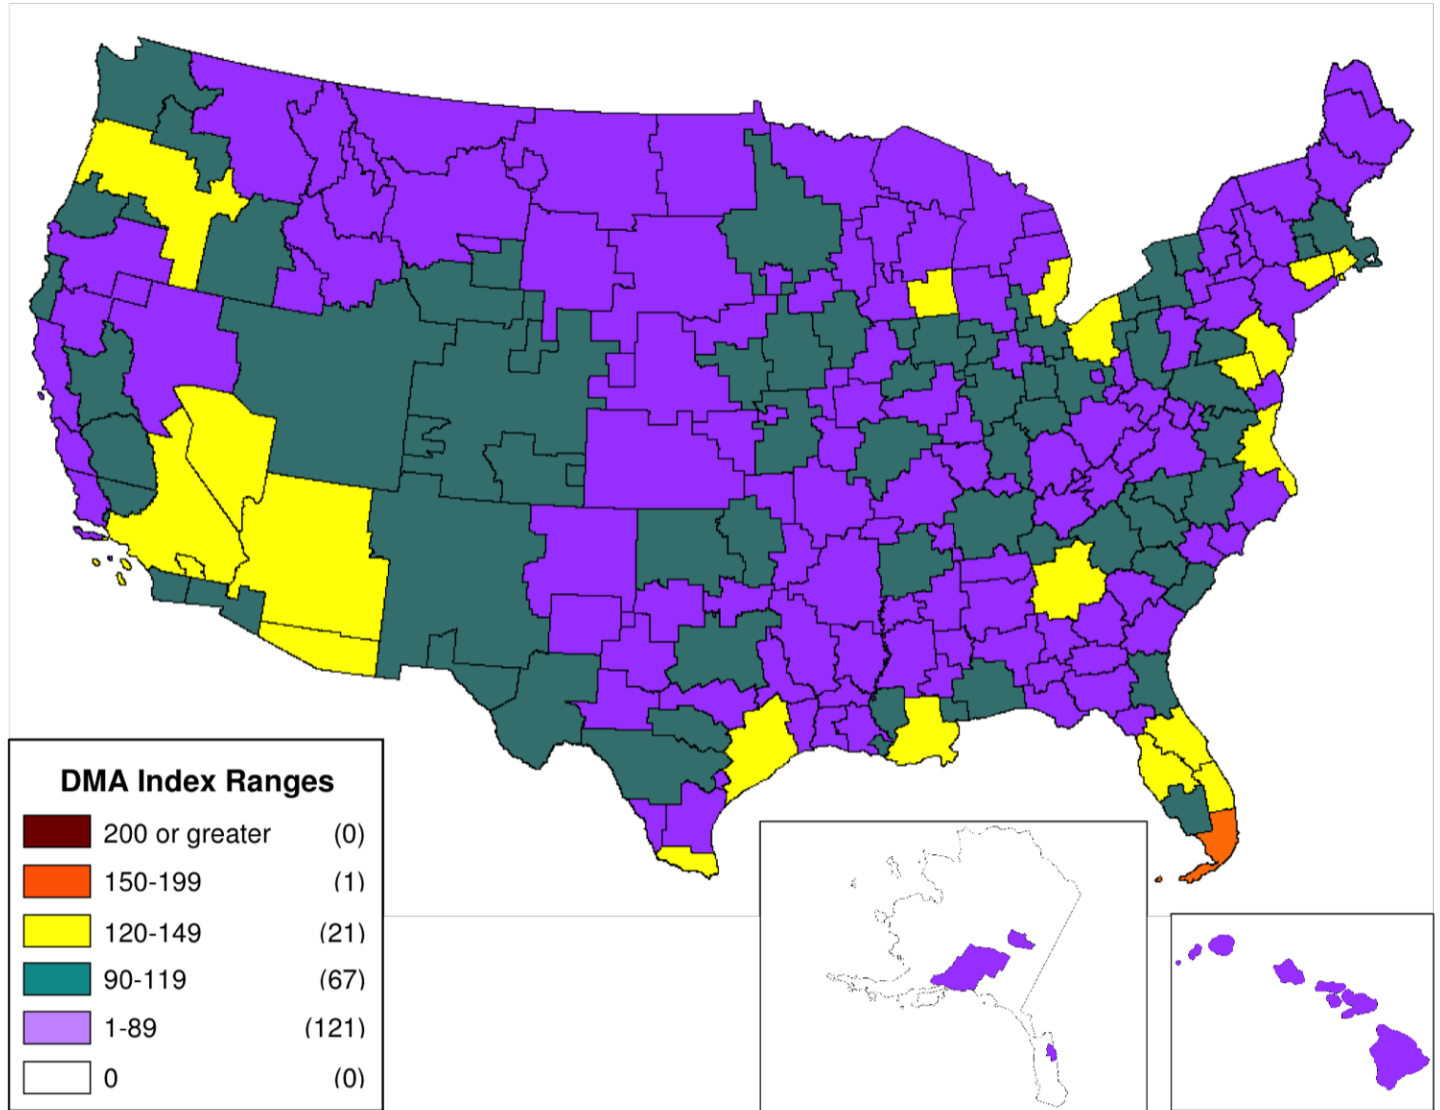 DMA Index Ranges
200 or greater (0)
150-199 (1)
120-149 (21)
90-119 (67)
1-89 (121)
0 (0)